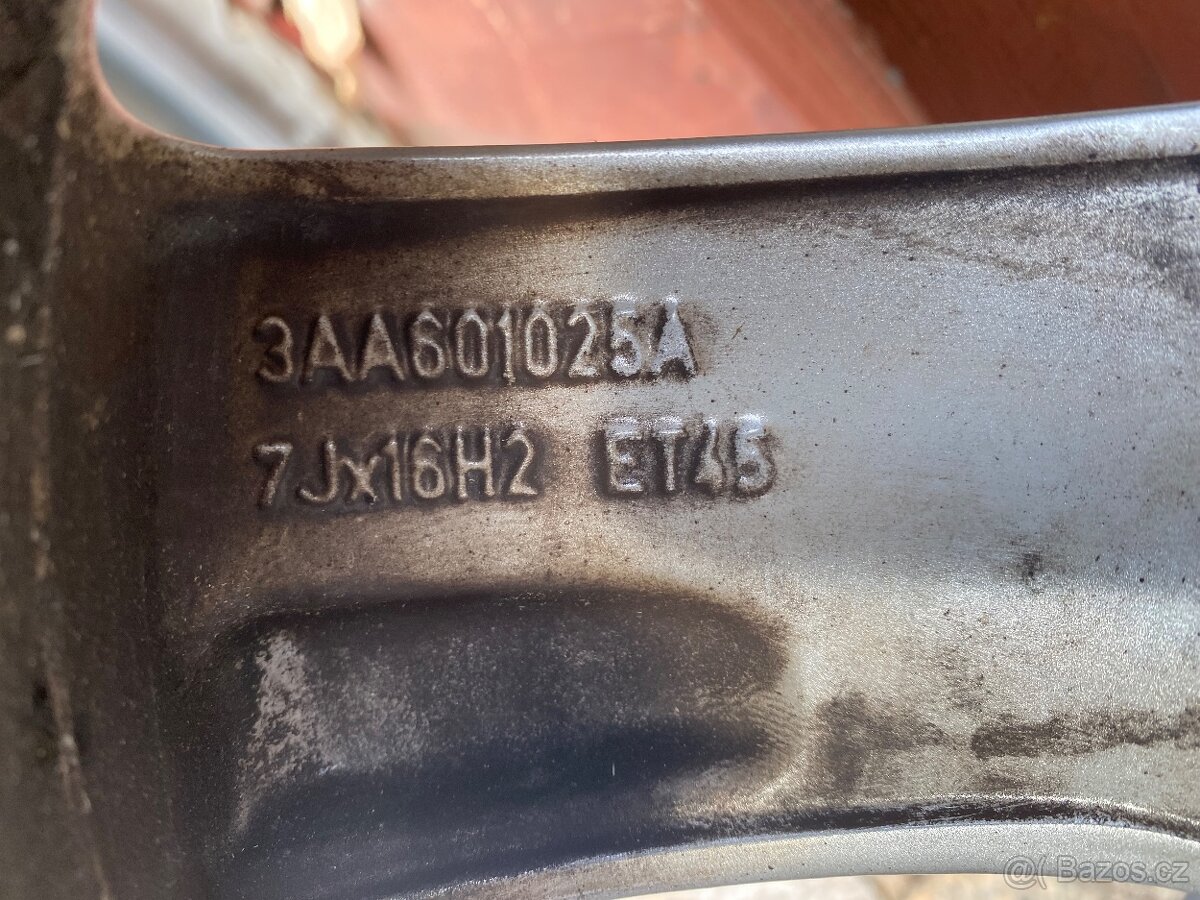 3AA601025A
7Jx16H2 ET45
@( Bazos.cz